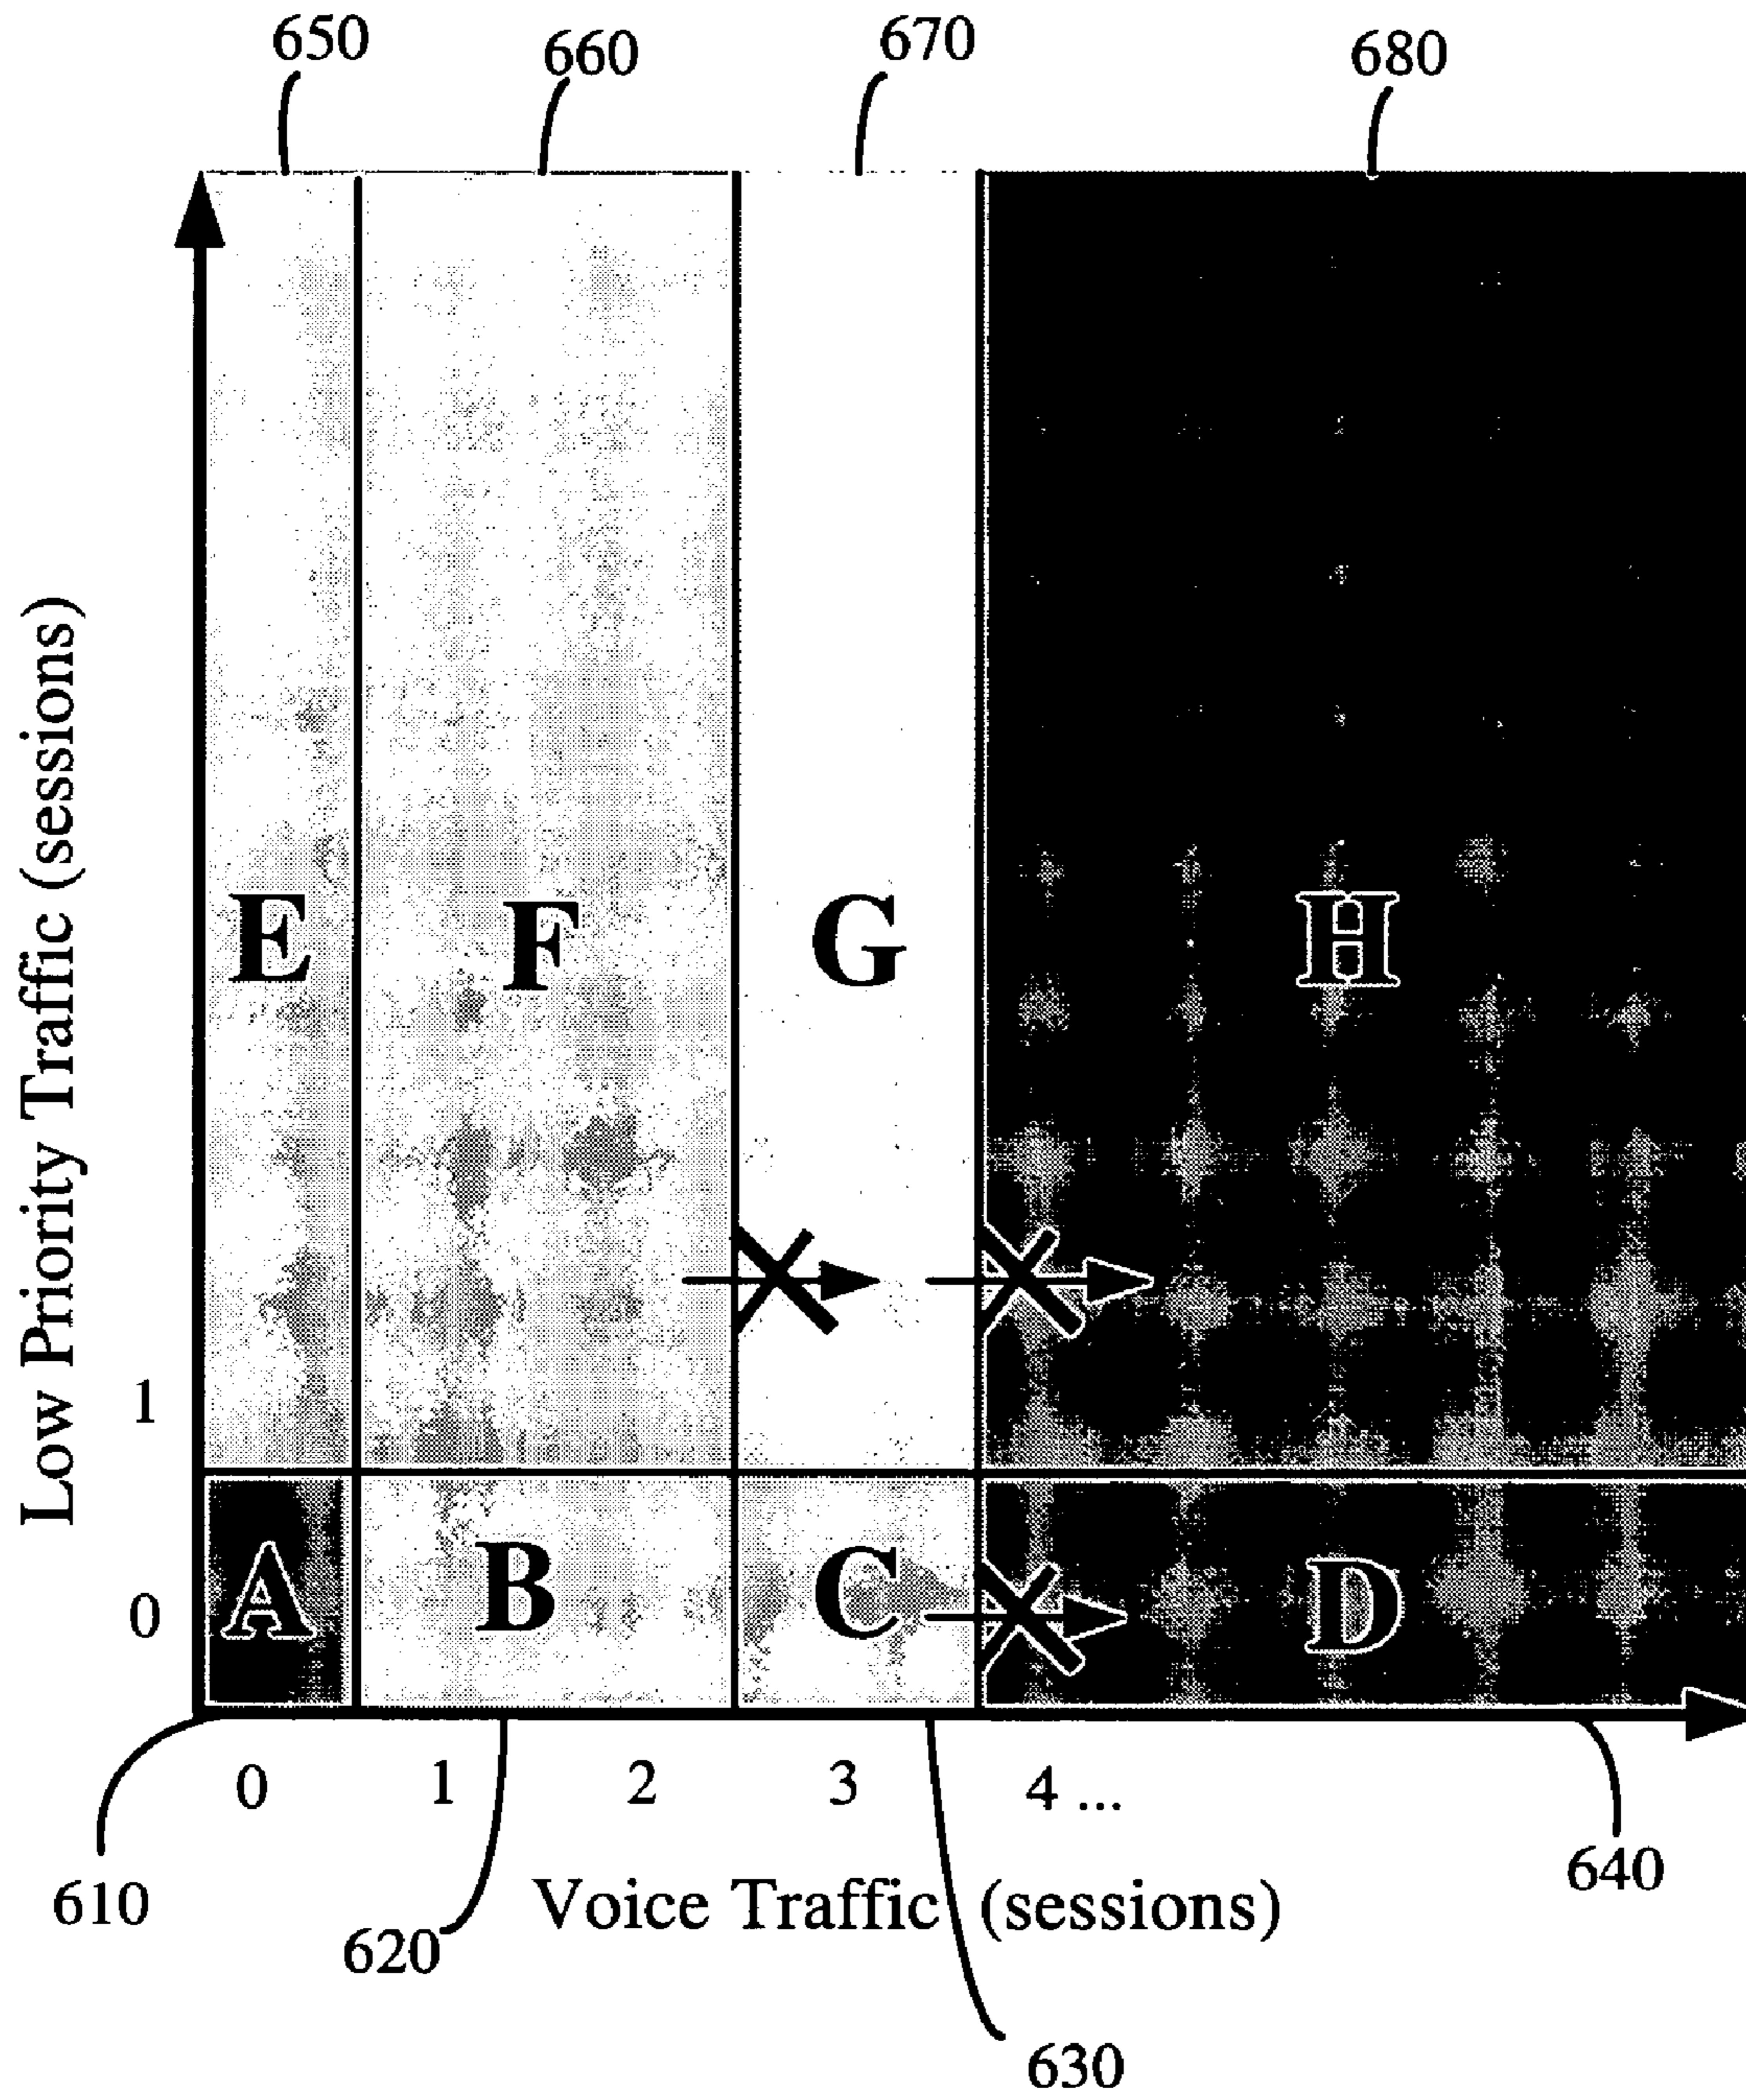 650
660
670
680
Low Priority Traffic (sessions)
E
F
G
H
1
A
B
C
D
0
0 1 2 3 4 ...
610
620
Voice Traffic (sessions)
640
630